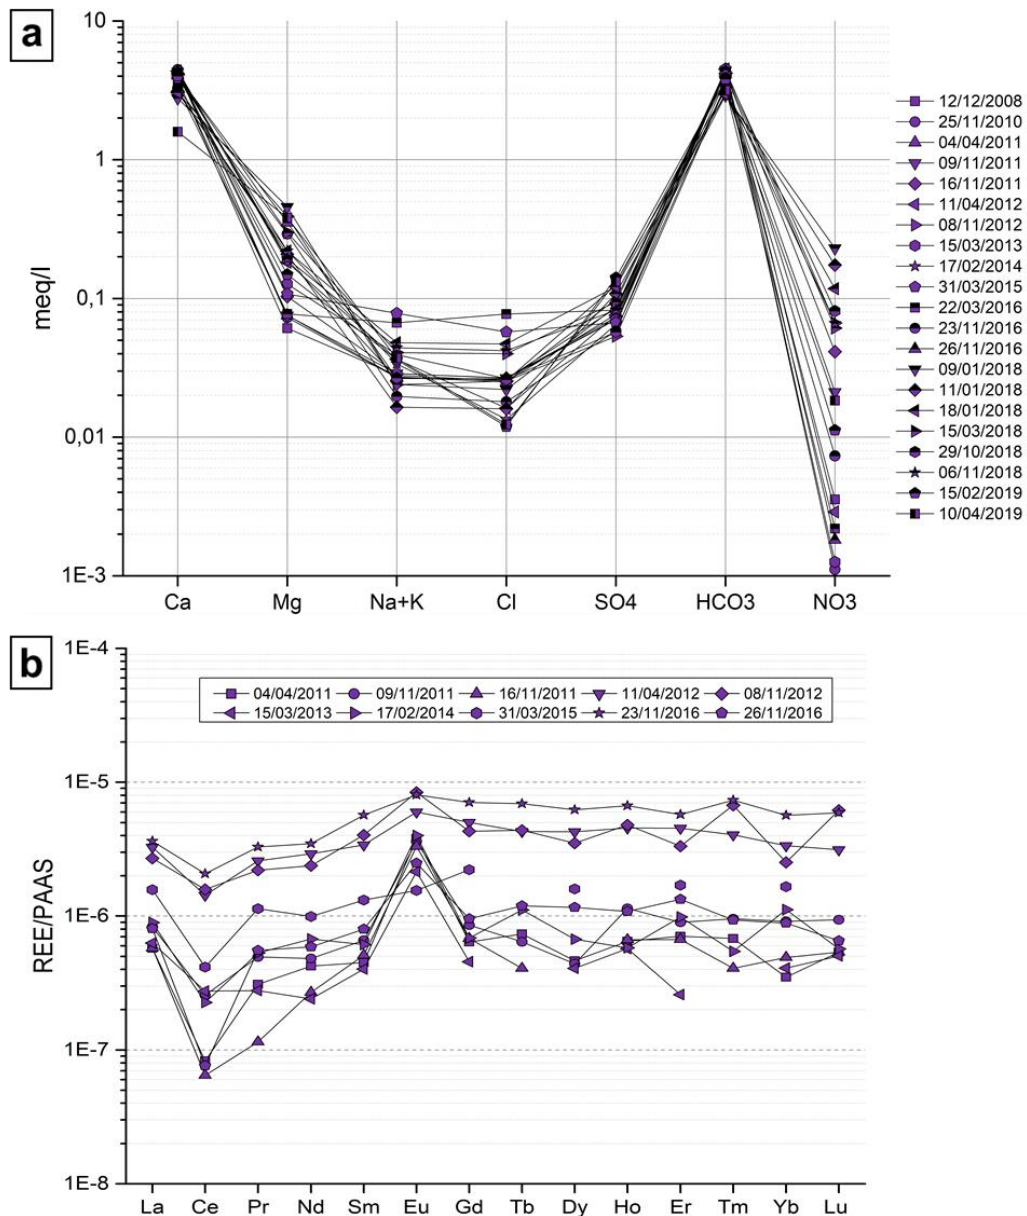 a
10
1
0,1
0,01
1E-3
meq/l
Ca Mg Na+K Cl SO4 HCO3 NO3
12/12/2008
25/11/2010
04/04/2011
09/11/2011
16/11/2011
11/04/2012
08/11/2012
15/03/2013
17/02/2014
31/03/2015
22/03/2016
23/11/2016
26/11/2016
09/01/2018
11/01/2018
18/01/2018
15/03/2018
29/10/2018
06/11/2018
15/02/2019
10/04/2019
b
1E-4
1E-5
1E-6
1E-7
1E-8
REE/PAAS
04/04/2011 09/11/2011 16/11/2011 11/04/2012 08/11/2012
15/03/2013 17/02/2014 31/03/2015 23/11/2016 26/11/2016
La Ce Pr Nd Sm Eu Gd Tb Dy Ho Er Tm Yb Lu